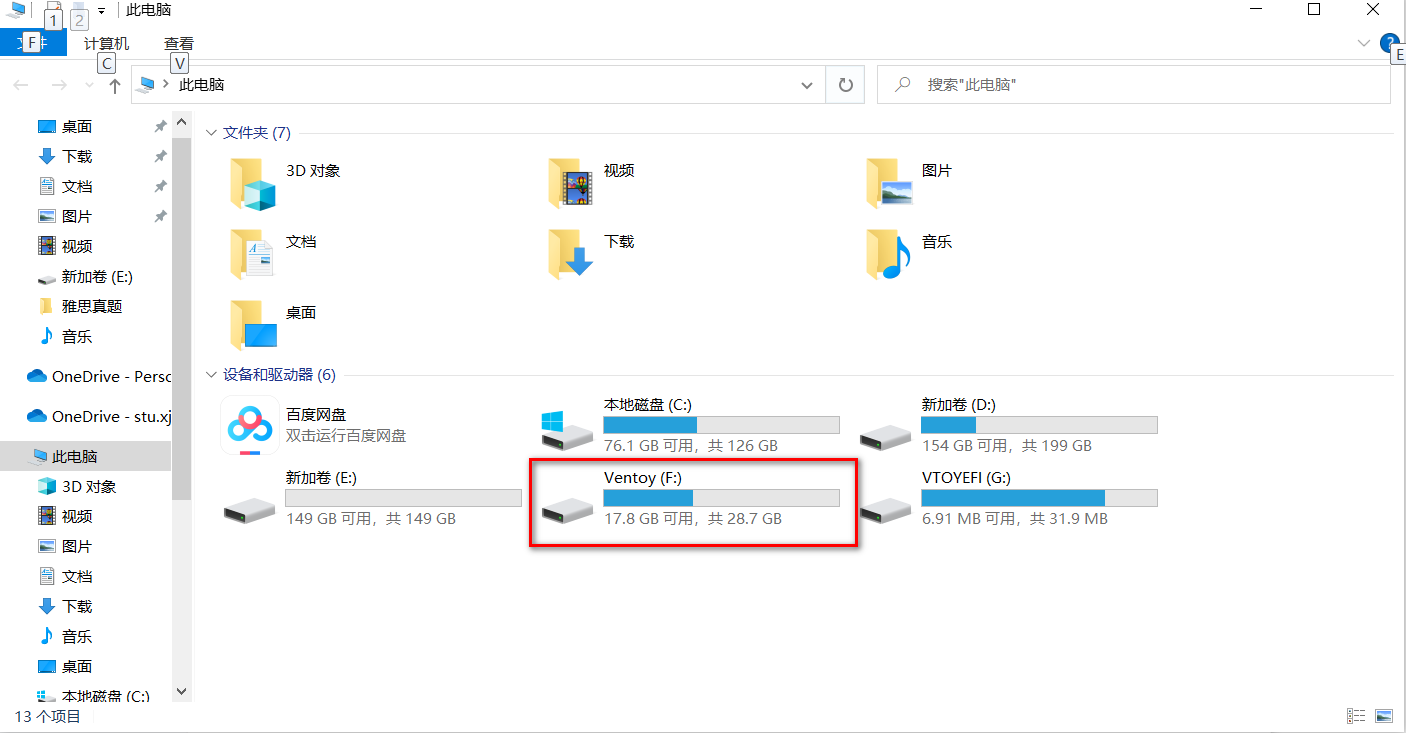 1 2 此电脑
文件 F 计算机 查看
C V E
此电脑 搜索"此电脑"
桌面
下载
文档
图片
视频
新加卷 (E:)
雅思真题
音乐
OneDrive - Persc
OneDrive - stu.xj
此电脑
3D 对象
视频
图片
文档
下载
音乐
桌面
本地磁盘 (C:)
文件夹 (7)
3D 对象
视频
图片
文档
下载
音乐
桌面
设备和驱动器 (6)
百度网盘
双击运行百度网盘
本地磁盘 (C:)
76.1 GB 可用，共 126 GB
新加卷 (D:)
154 GB 可用，共 199 GB
新加卷 (E:)
149 GB 可用，共 149 GB
Ventoy (F:)
17.8 GB 可用，共 28.7 GB
VTOYEFI (G:)
6.91 MB 可用，共 31.9 MB
13 个项目